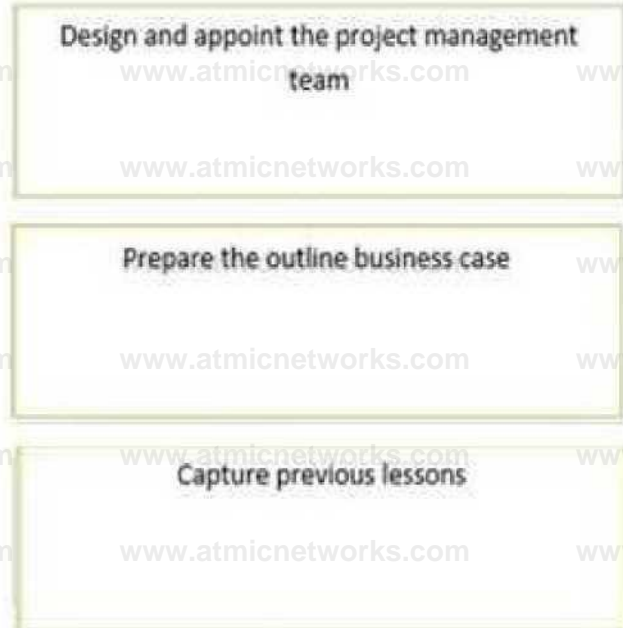 Design and appoint the project management
www.atmicnetworks.com
team
www.atmicnetworks.com
Prepare the outline business case
www.atmicnetworks.com
www.atmicnetworks.com
Capture previous lessons
www.atmicnetworks.com